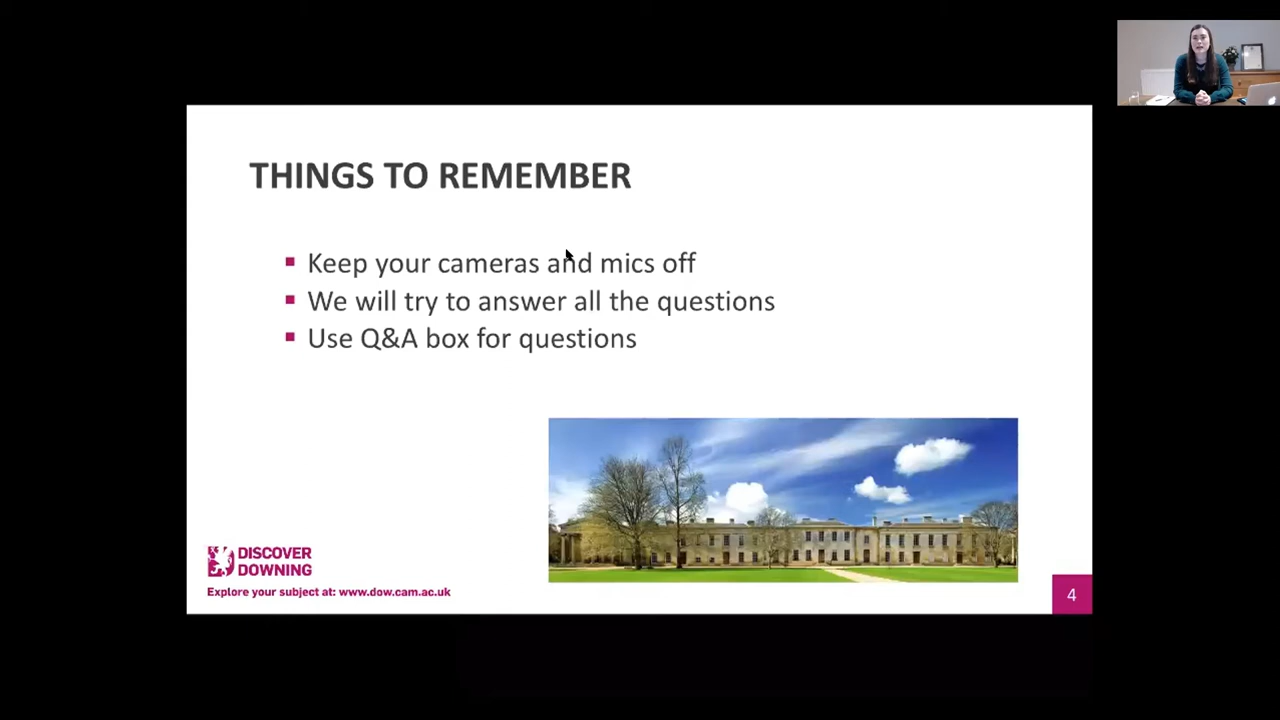 THINGS TO REMEMBER
Keep your cameras and mics off
We will try to answer all the questions
Use Q&A box for questions
DISCOVER
DOWNING
Explore your subject at: www.dow.cam.ac.uk
4